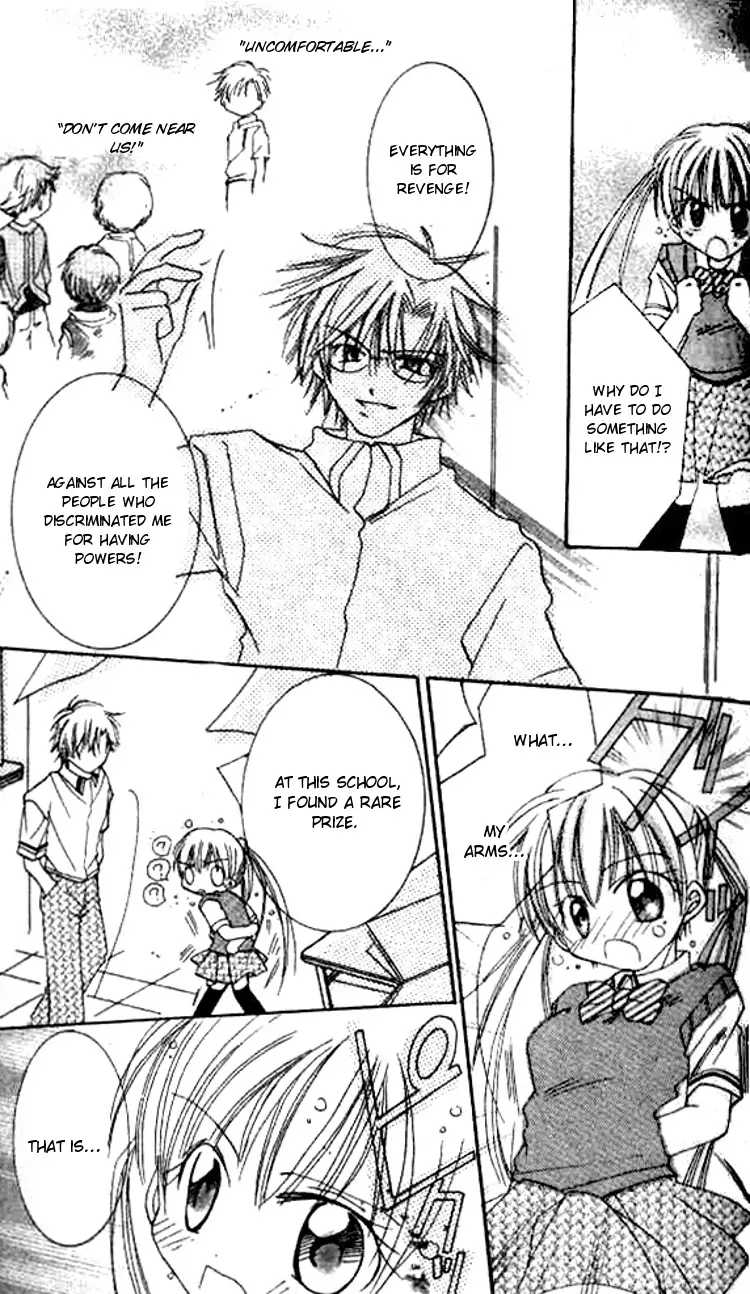 WHY DO I
HAVE TO DO
SOMETHING
LIKE THAT!?
EVERYTHING
IS FOR
REVENGE!
"UNCOMFORTABLE..."
"DON'T COME NEAR
US!"
AGAINST ALL THE
PEOPLE WHO
DISCRIMINATED ME
FOR HAVING
POWERS!
WHAT...
MY
ARMS...
AT THIS SCHOOL,
I FOUND A RARE
PRIZE.
?
?
?
THAT IS...